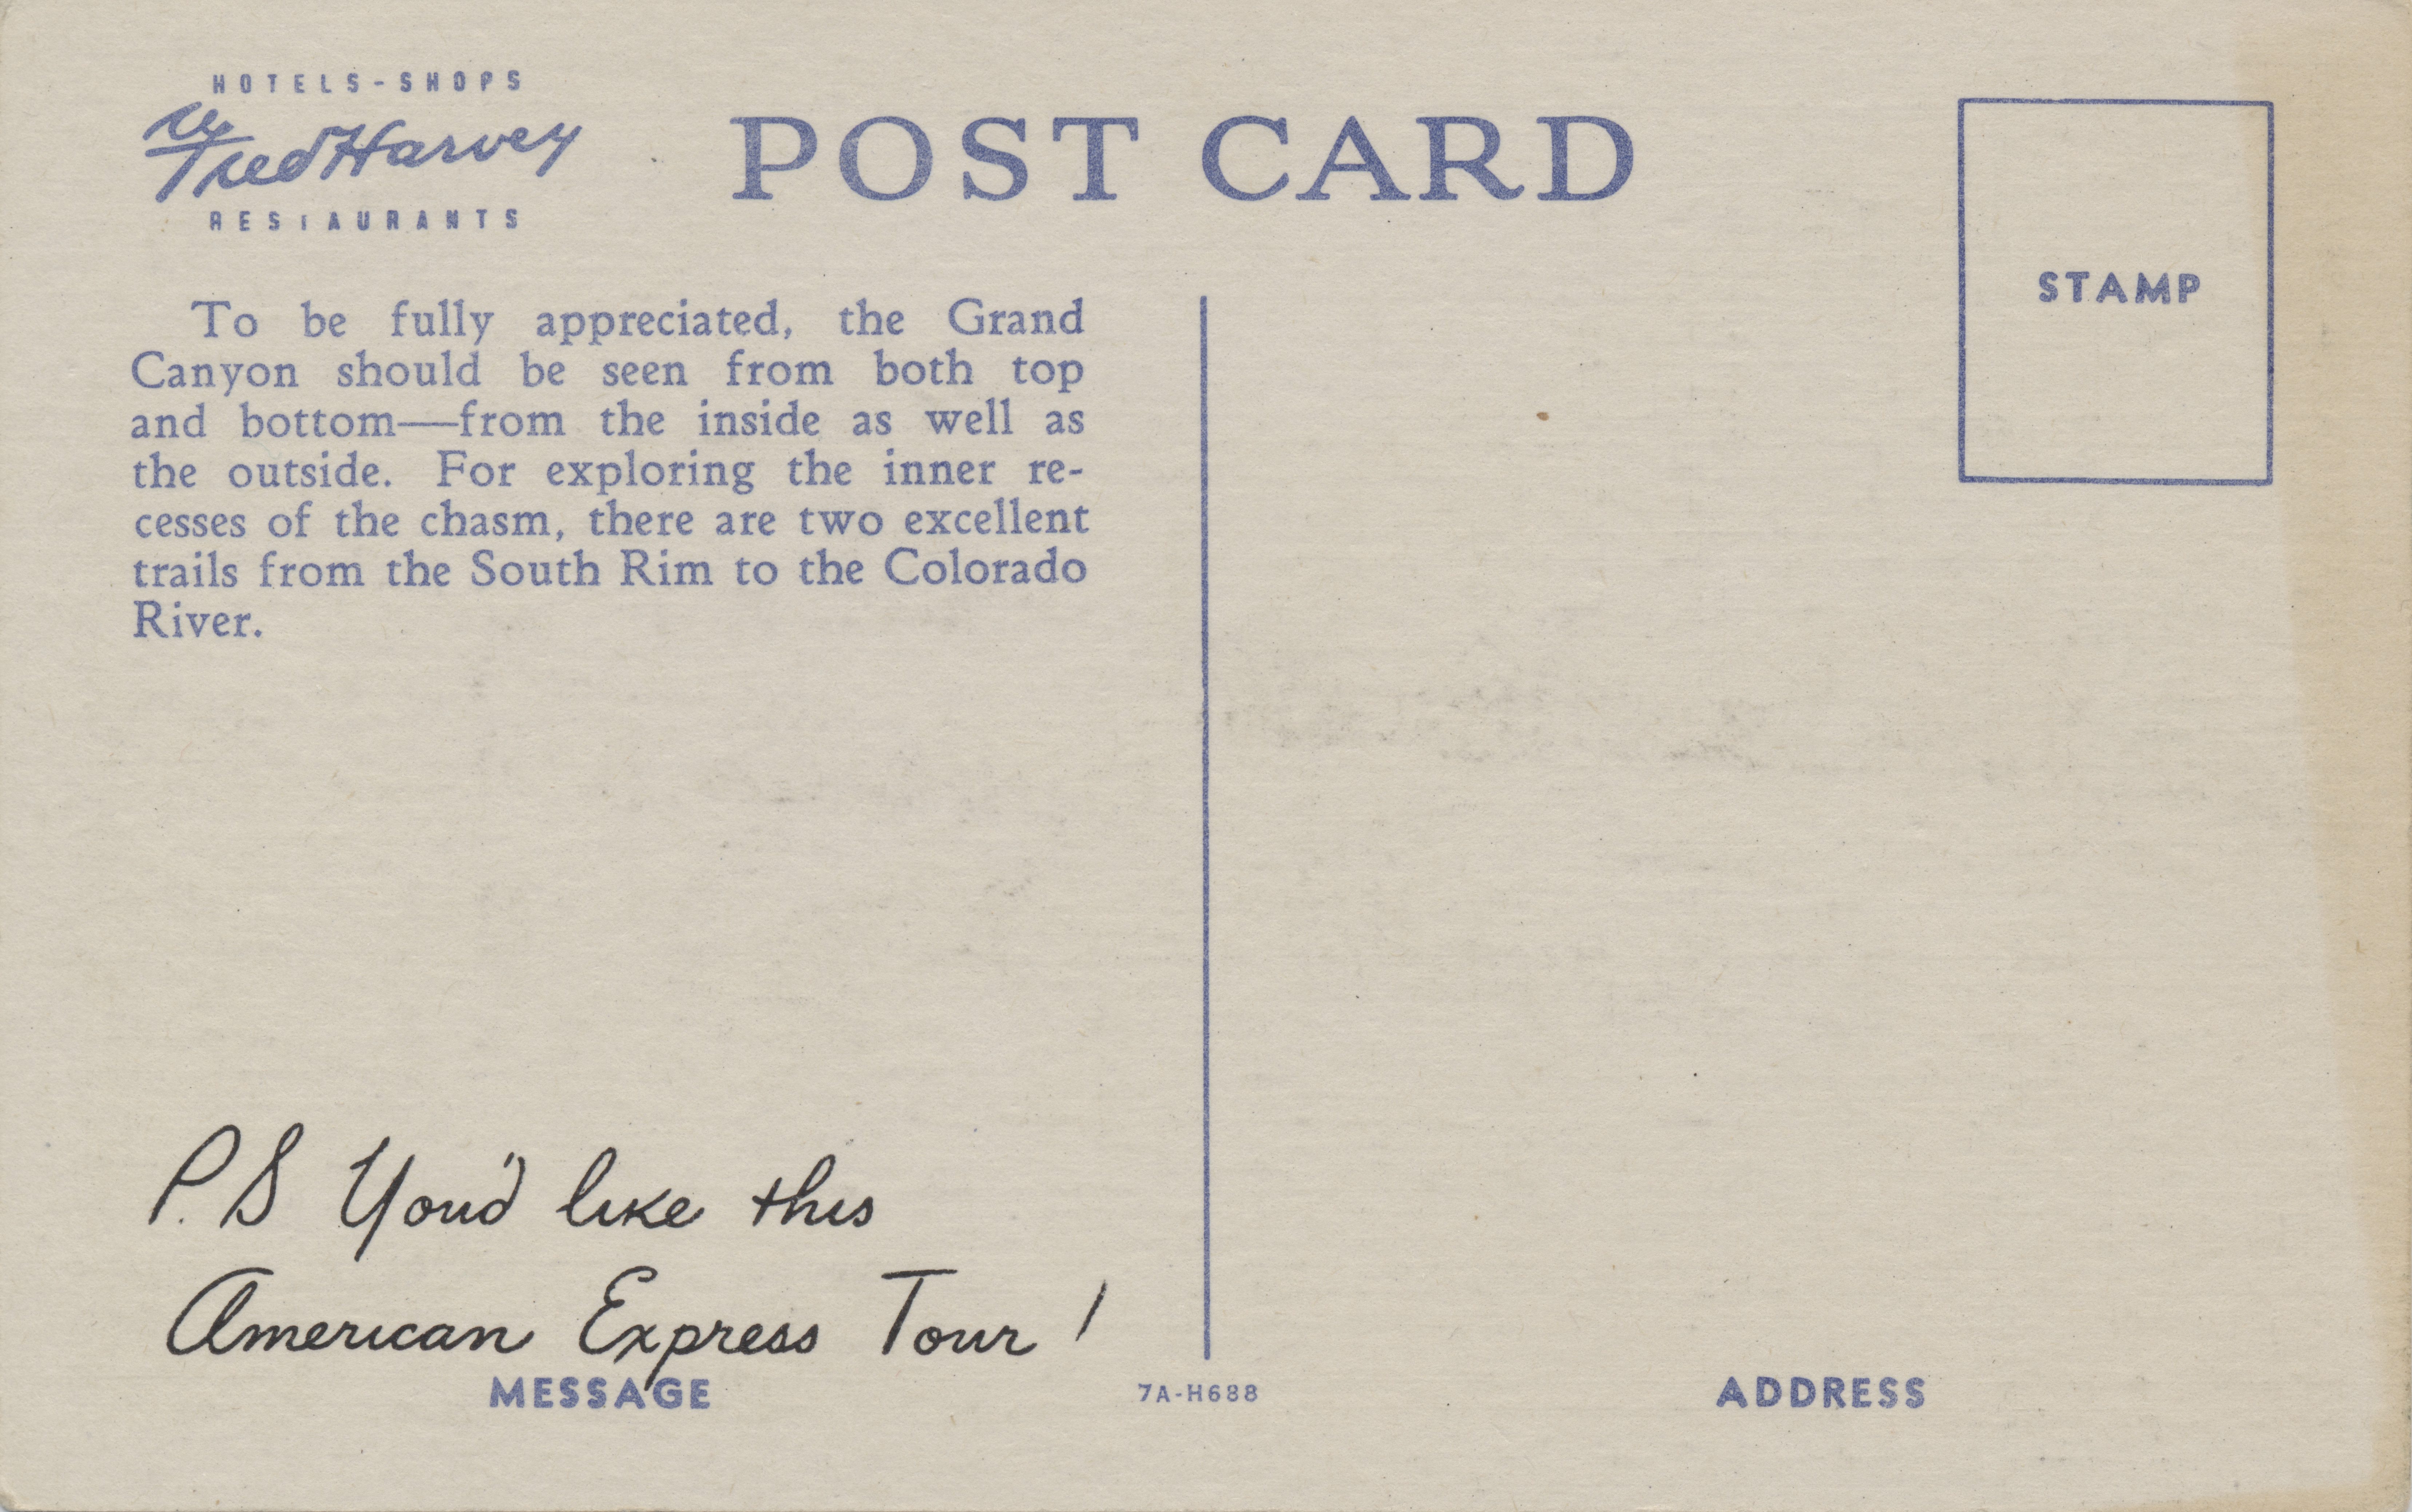 HOTELS-SHOPS
Fred Harvey
RESTAURANTS
POST CARD
STAMP
To be fully appreciated, the Grand
Canyon should be seen from both top
and bottom—from the inside as well as
the outside. For exploring the inner re-
cesses of the chasm, there are two excellent
trails from the South Rim to the Colorado
River.
P.S You'd like this
American Express Tour!
MESSAGE
7A-H688
ADDRESS